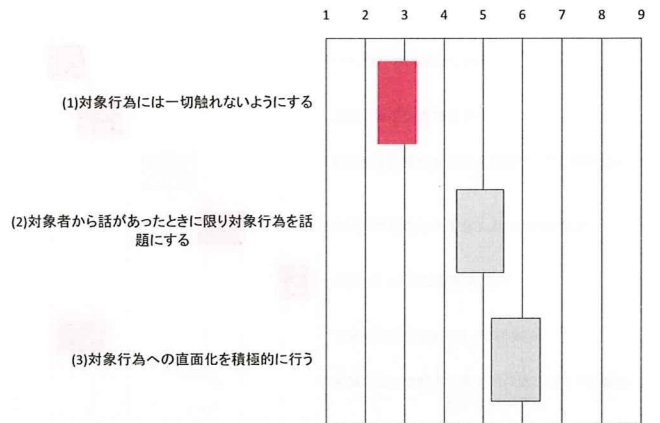 1 2 3 4 5 6 7 8 9
(1)対象行為には一切触れないようにする
(2)対象者から話があったときに限り対象行為を話
題にする
(3)対象行為への直面化を積極的に行う